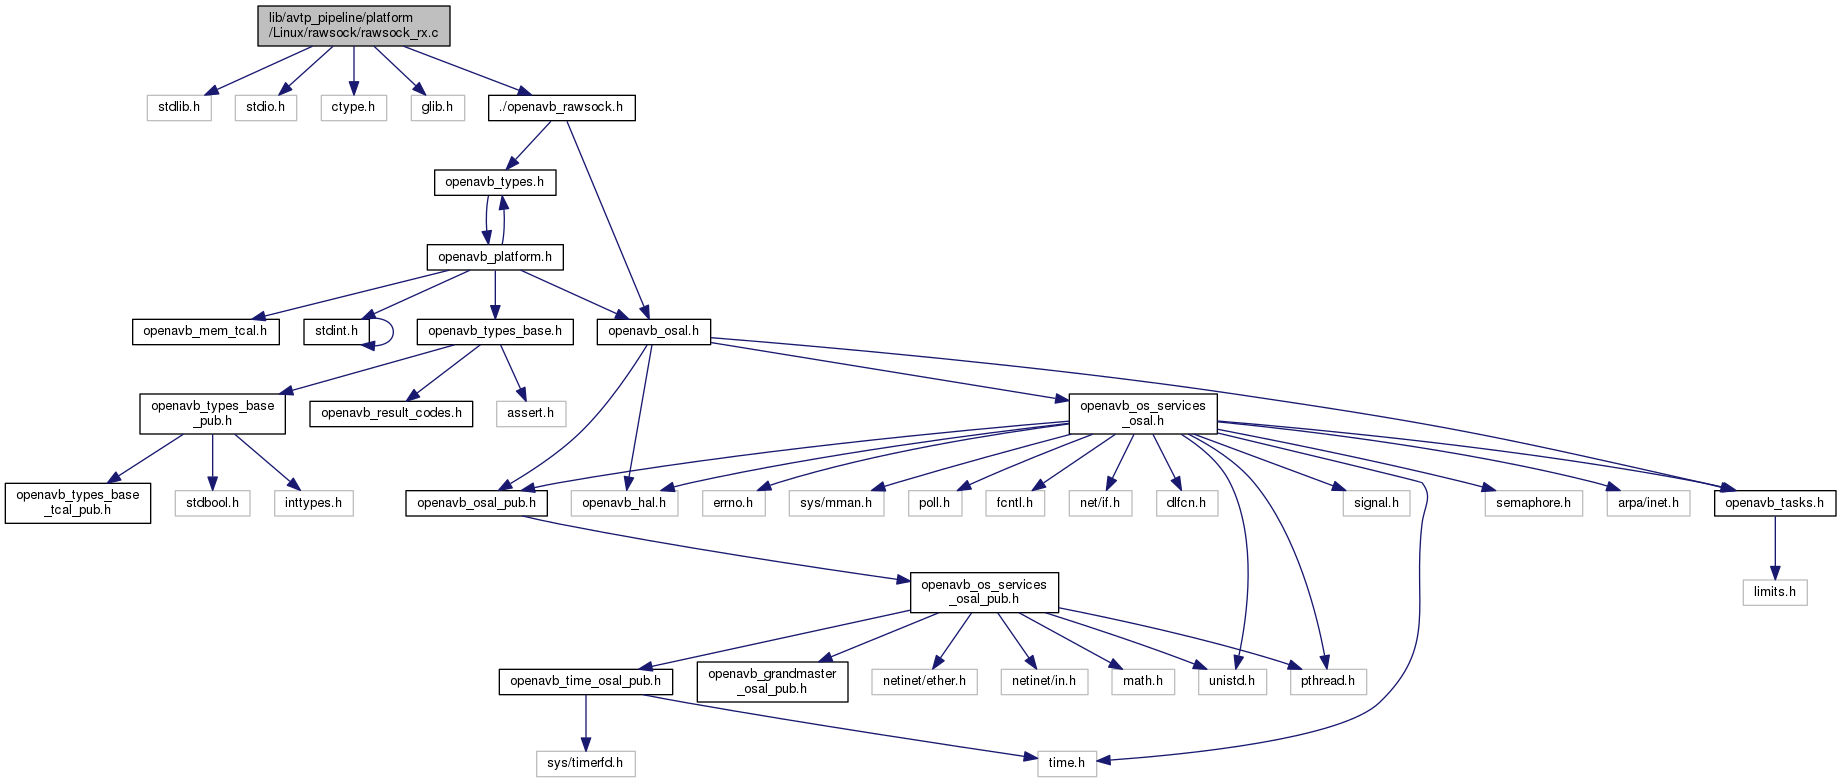 lib/avtp_pipeline/platform
/Linux/rawsock/rawsock_rx.c
stdlib.h
stdio.h
ctype.h
glib.h
./openavb_rawsock.h
openavb_types.h
openavb_platform.h
openavb_mem_tcal.h
stdint.h
openavb_types_base.h
openavb_osal.h
openavb_types_base
_pub.h
openavb_result_codes.h
assert.h
openavb_os_services
_osal.h
openavb_types_base
_tcal_pub.h
stdbool.h
inttypes.h
openavb_osal_pub.h
openavb_hal.h
errno.h
sys/mman.h
poll.h
fcntl.h
net/if.h
dlfcn.h
signal.h
semaphore.h
arpa/inet.h
openavb_tasks.h
openavb_os_services
_osal_pub.h
limits.h
openavb_time_osal_pub.h
openavb_grandmaster
_osal_pub.h
netinet/ether.h
netinet/in.h
math.h
unistd.h
pthread.h
sys/timerfd.h
time.h